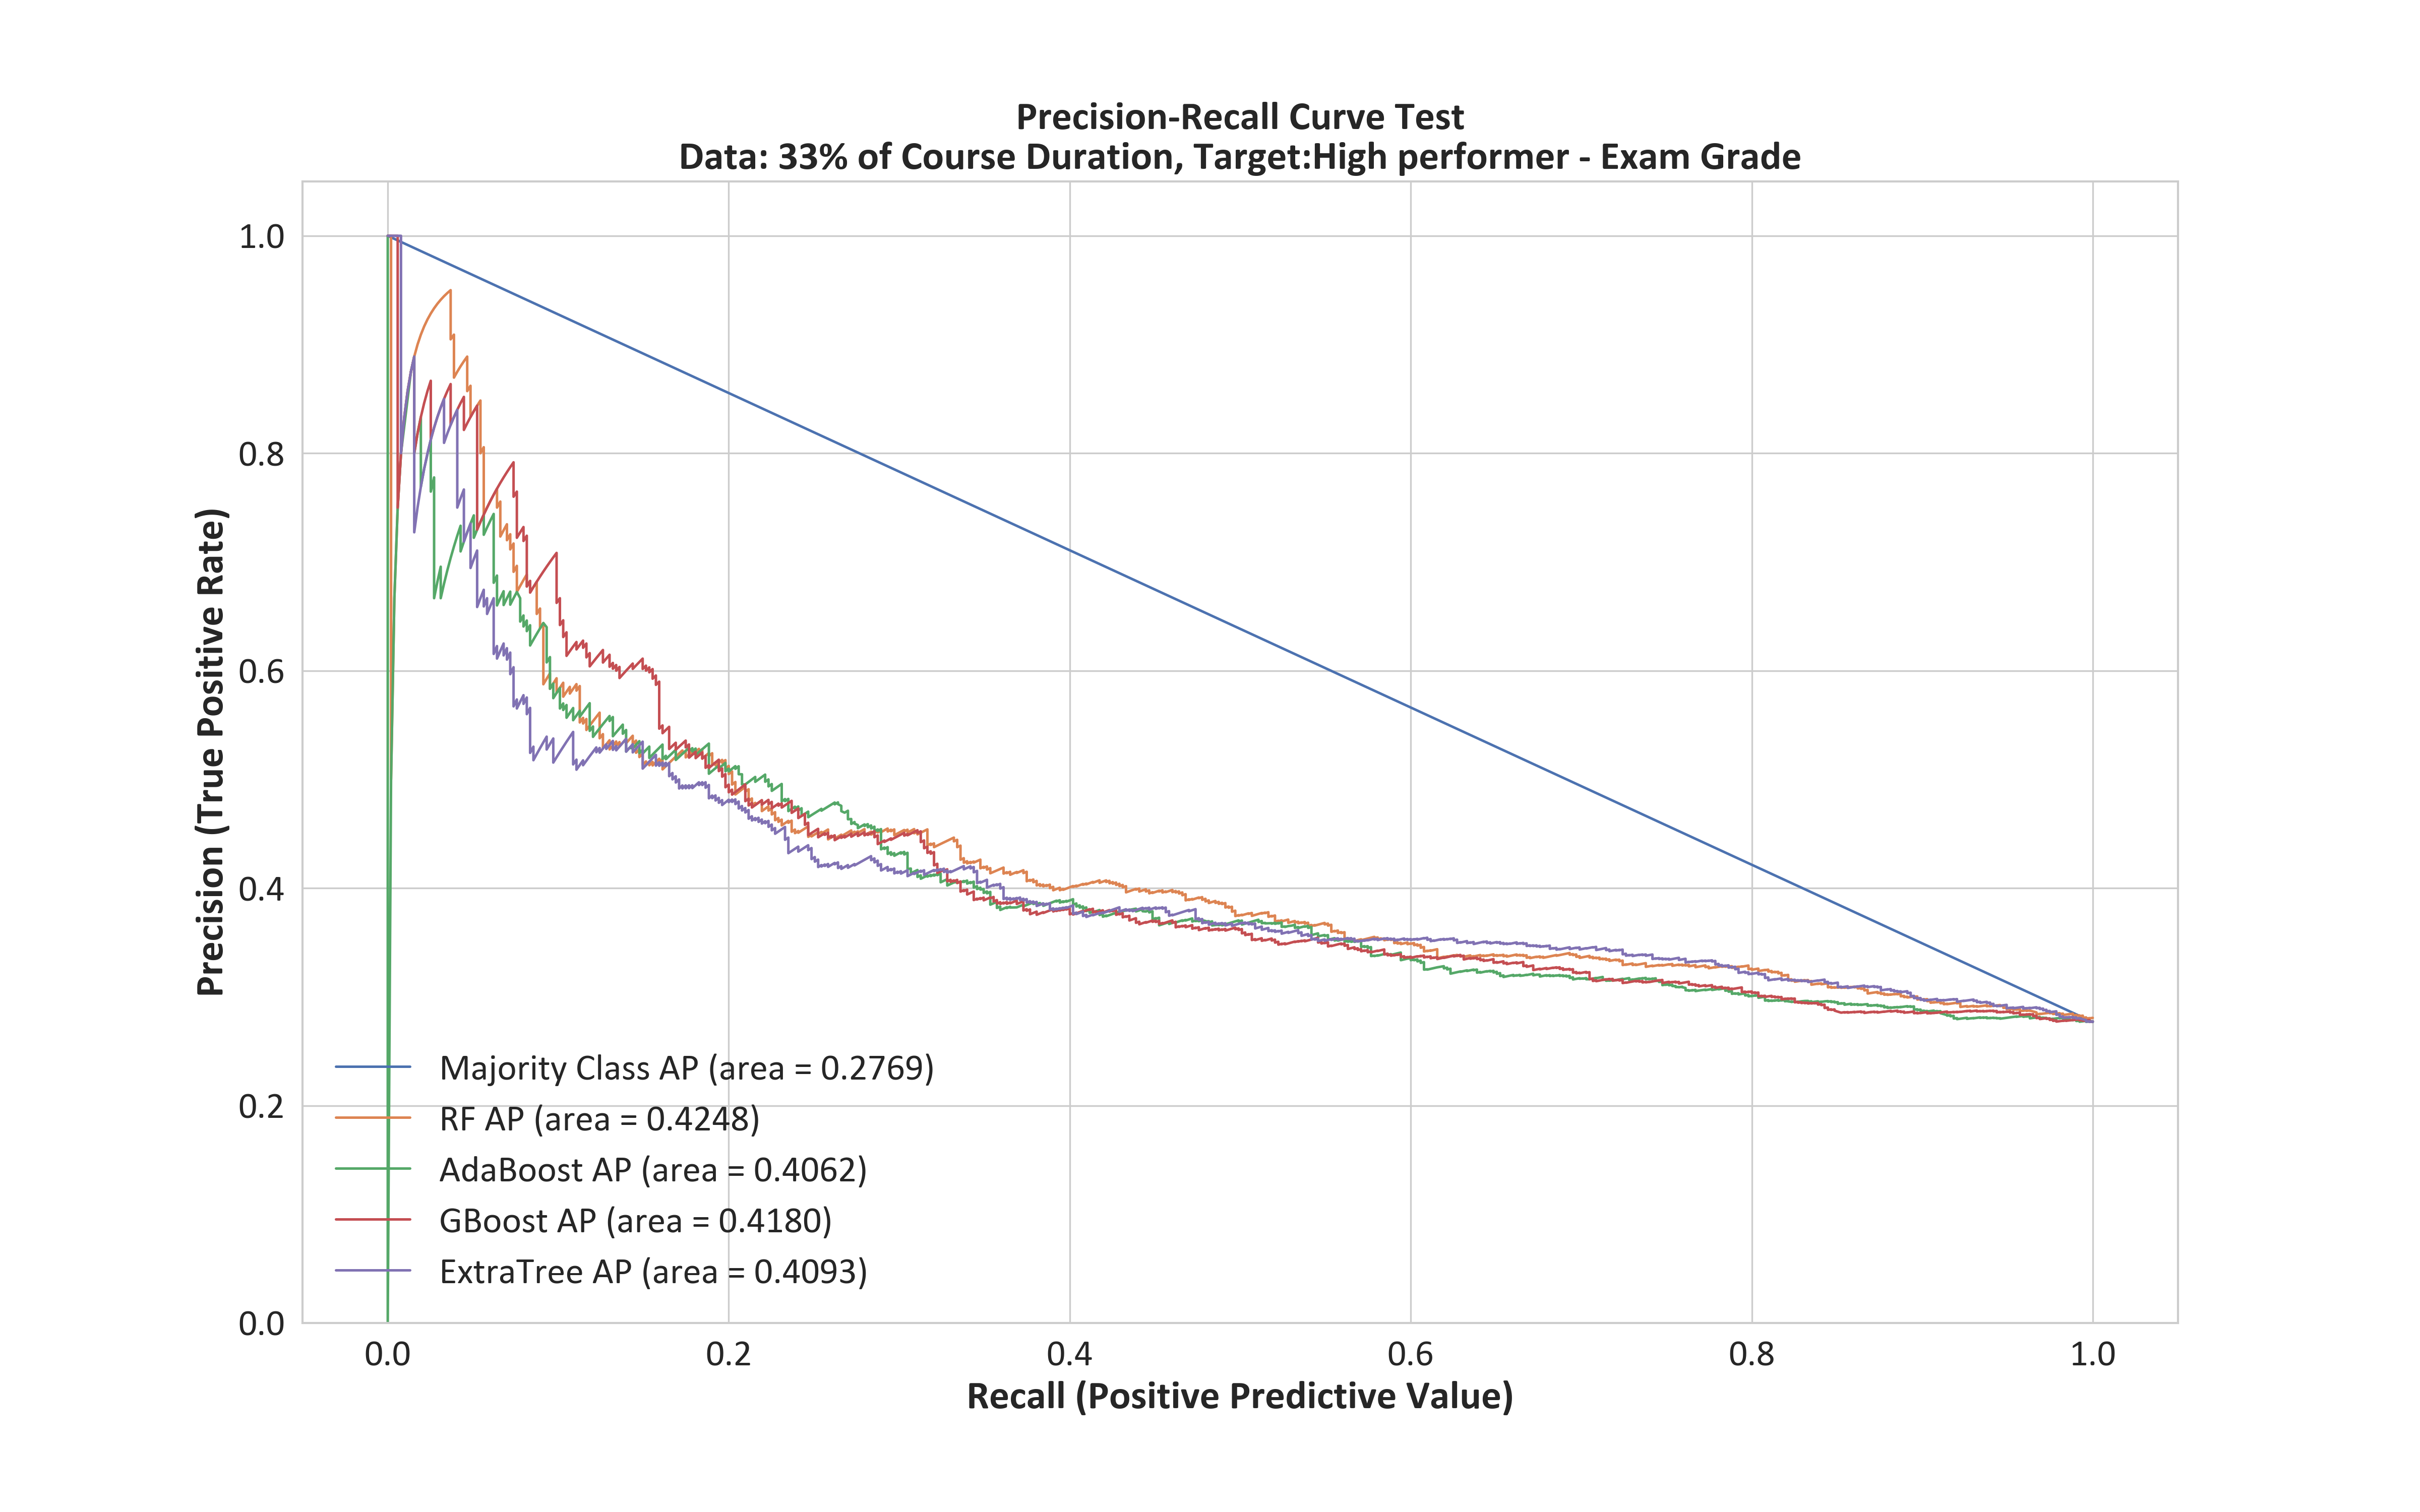 Precision-Recall Curve Test
Data: 33% of Course Duration, Target:High performer - Exam Grade
Precision (True Positive Rate)
1.0
0.8
0.6
0.4
0.2
0.0
Majority Class AP (area = 0.2769)
RF AP (area = 0.4248)
AdaBoost AP (area = 0.4062)
GBoost AP (area = 0.4180)
ExtraTree AP (area = 0.4093)
0.0 0.2 0.4 0.6 0.8 1.0
Recall (Positive Predictive Value)